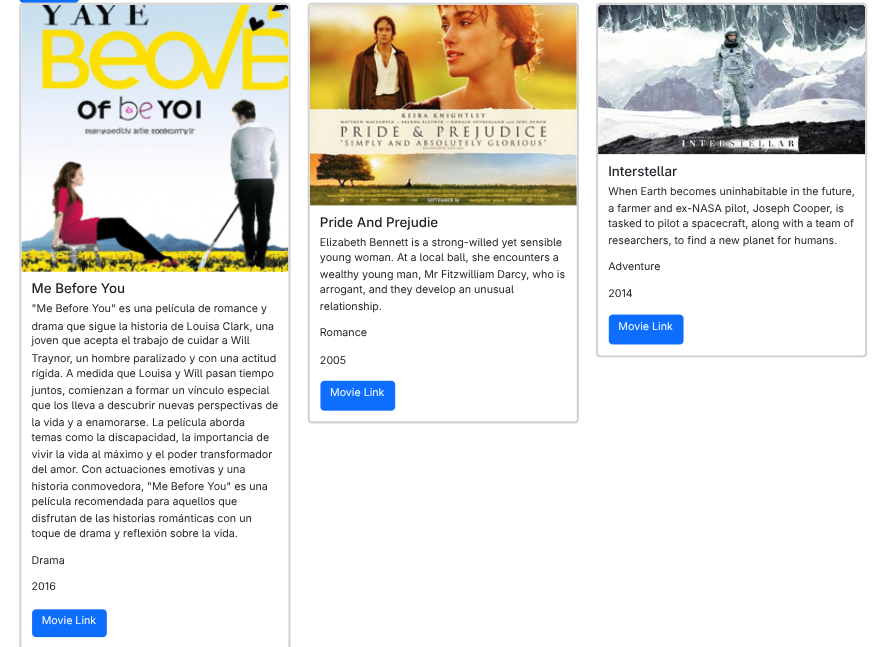 YAYE
BEOVE
OF be YOI
Me Before You
"Me Before You" es una película de romance y
drama que sigue la historia de Louisa Clark, una
joven que acepta el trabajo de cuidar a Will
Traynor, un hombre paralizado y con una actitud
rígida. A medida que Louisa y Will pasan tiempo
juntos, comienzan a formar un vínculo especial
que los lleva a descubrir nuevas perspectivas de
la vida y a enamorarse. La película aborda
temas como la discapacidad, la importancia de
vivir la vida al máximo y el poder transformador
del amor. Con actuaciones emotivas y una
historia conmovedora, "Me Before You" es una
película recomendada para aquellos que
disfrutan de las historias románticas con un
toque de drama y reflexión sobre la vida.
Drama
2016
Movie Link
KEIRA KNIGHTLEY
PRIDE & PREJUDICE
"SIMPLY AND ABSOLUTELY GLORIOUS"
SEPTEMBER 16
Pride And Prejudie
Elizabeth Bennett is a strong-willed yet sensible
young woman. At a local ball, she encounters a
wealthy young man, Mr Fitzwilliam Darcy, who is
arrogant, and they develop an unusual
relationship.
Romance
2005
Movie Link
INTERSTELLAR
Interstellar
When Earth becomes uninhabitable in the future,
a farmer and ex-NASA pilot, Joseph Cooper, is
tasked to pilot a spacecraft, along with a team of
researchers, to find a new planet for humans.
Adventure
2014
Movie Link